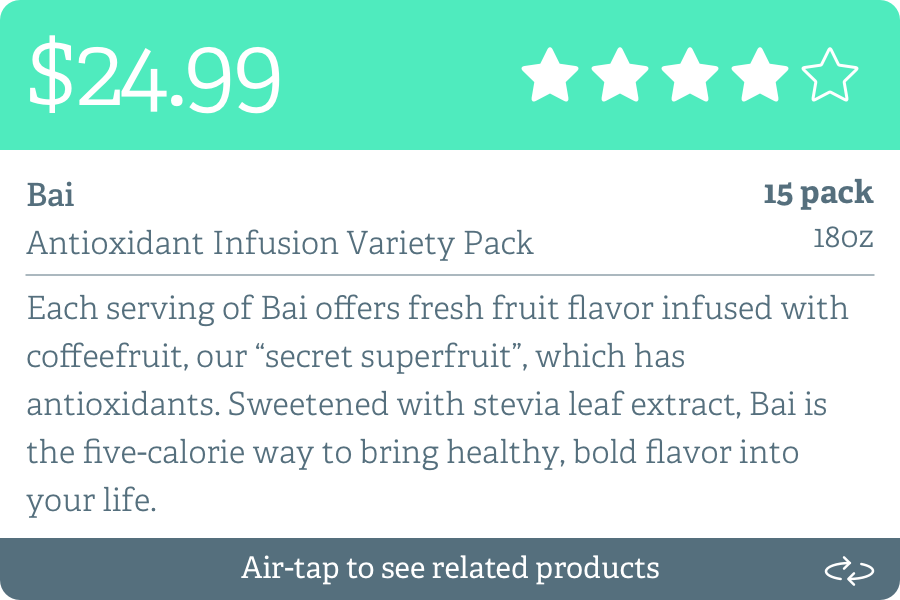 $24.99
Bai
15 pack
Antioxidant Infusion Variety Pack
18oz
Each serving of Bai offers fresh fruit flavor infused with
coffeefruit, our “secret superfruit”, which has
antioxidants. Sweetened with stevia leaf extract, Bai is
the five-calorie way to bring healthy, bold flavor into
your life.
Air-tap to see related products